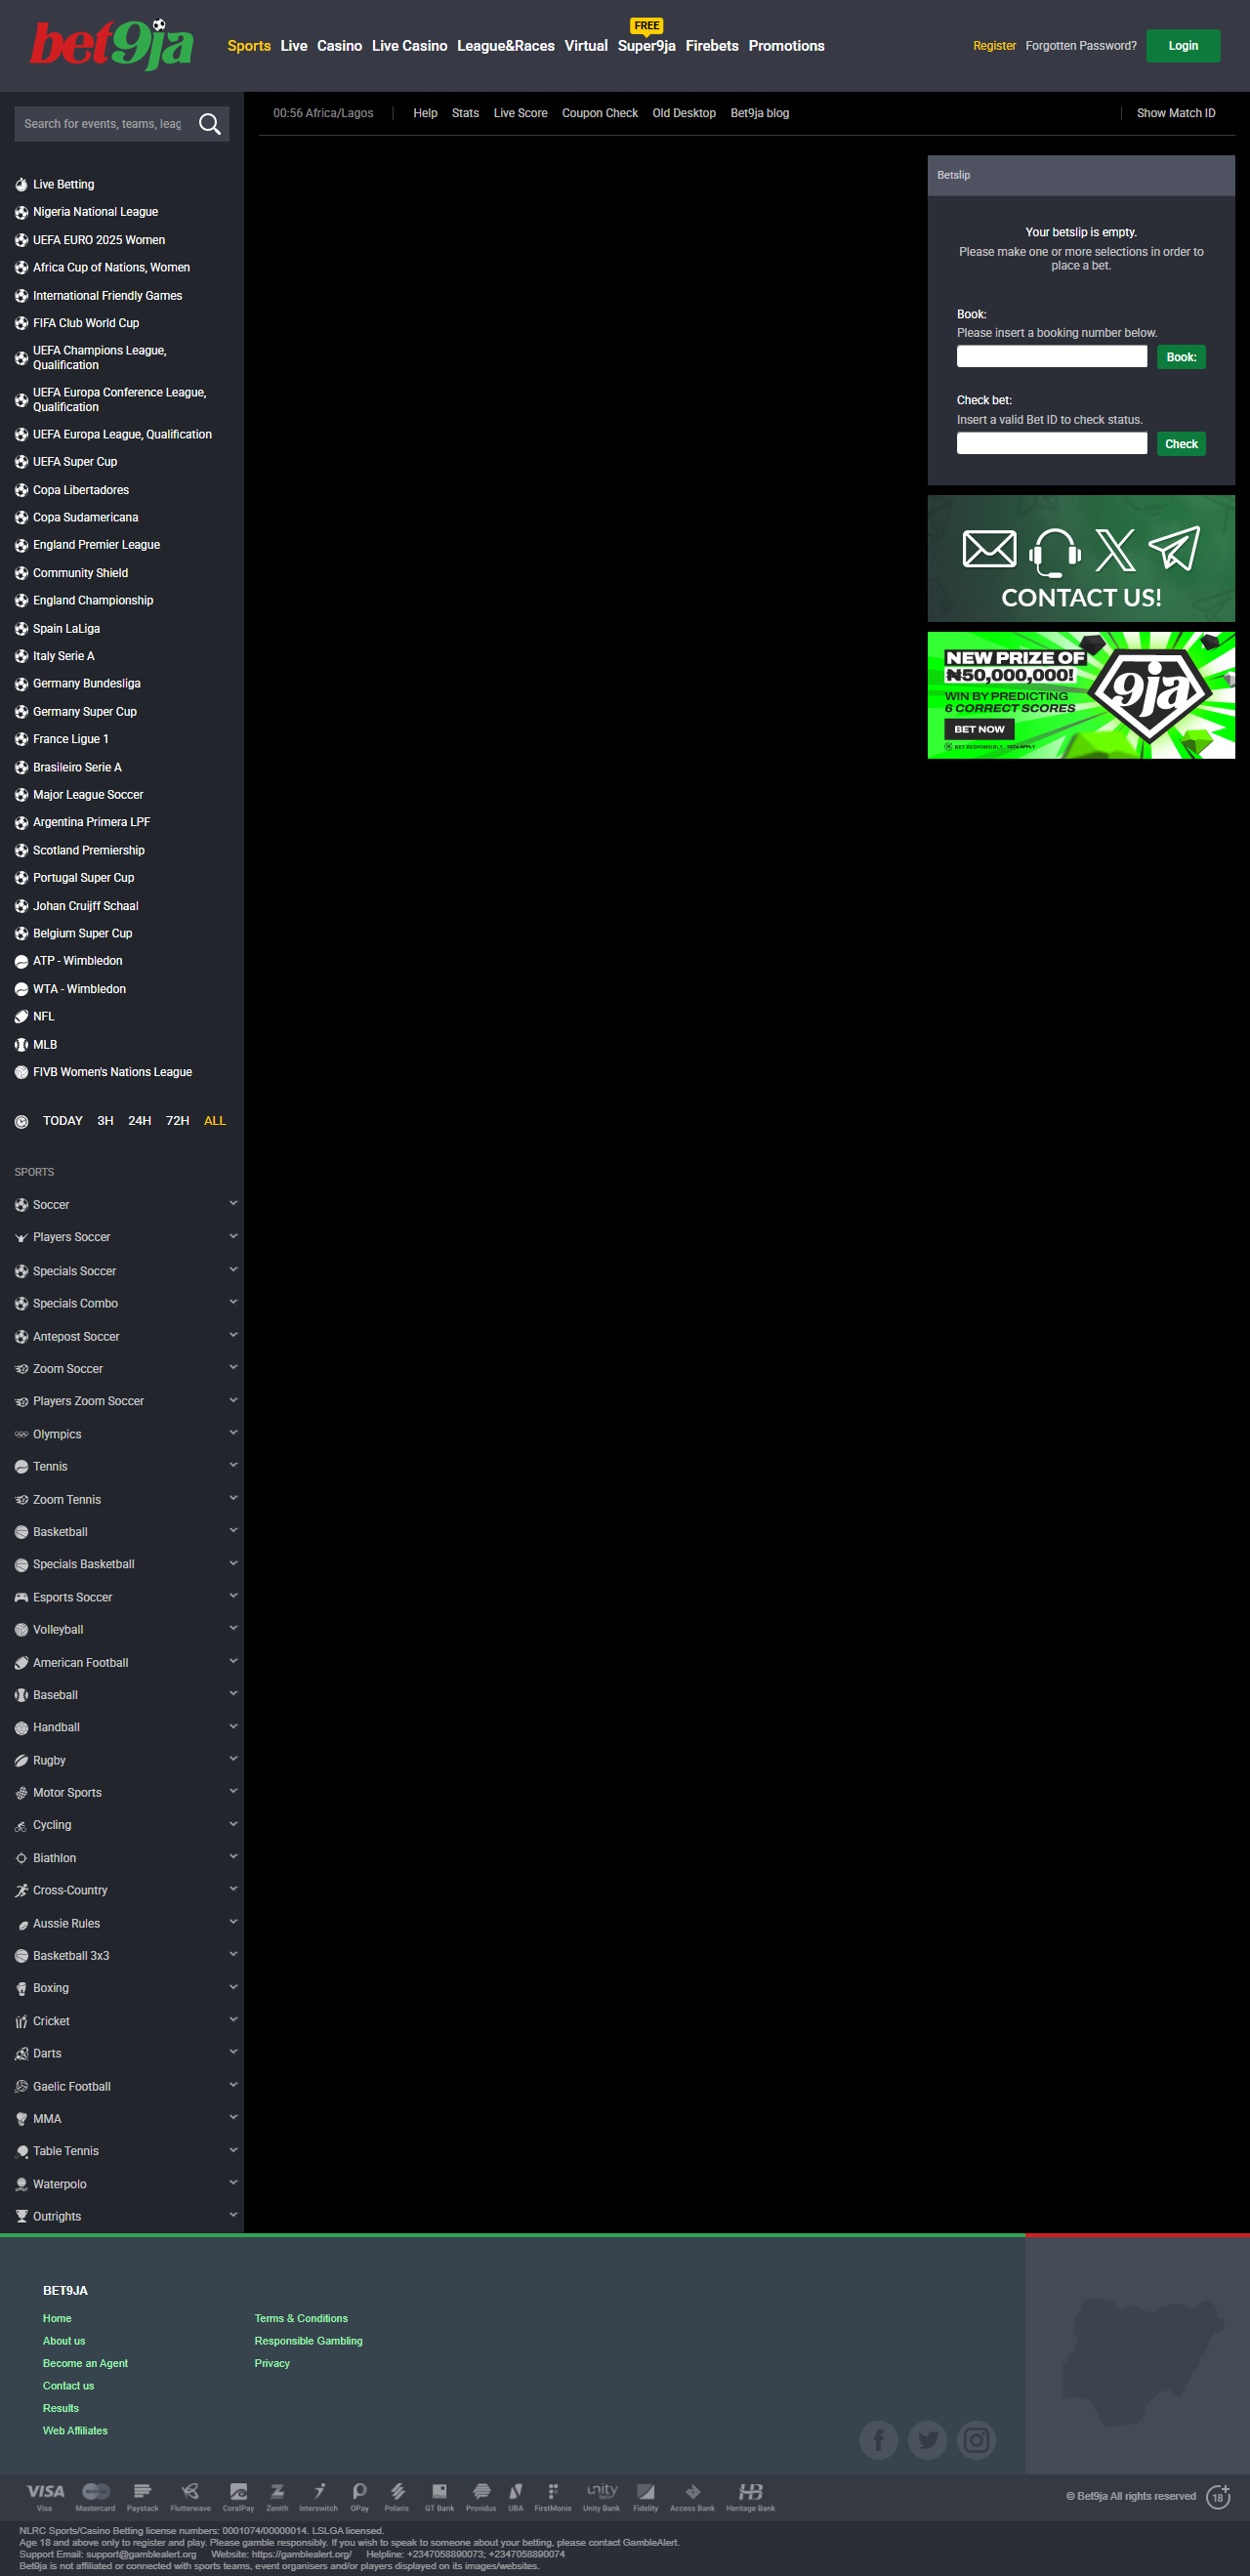 bet9ja
FREE
Sports Live Casino Live Casino League&Races Virtual Super9ja Firebets Promotions
Register Forgotten Password? Login
Search for events, teams, leag
00:56 Africa/Lagos Help Stats Live Score Coupon Check Old Desktop Bet9ja blog Show Match ID
Live Betting
Nigeria National League
UEFA EURO 2025 Women
Africa Cup of Nations, Women
International Friendly Games
FIFA Club World Cup
UEFA Champions League,
Qualification
UEFA Europa Conference League,
Qualification
UEFA Europa League, Qualification
UEFA Super Cup
Copa Libertadores
Copa Sudamericana
England Premier League
Community Shield
England Championship
Spain LaLiga
Italy Serie A
Germany Bundesliga
Germany Super Cup
France Ligue 1
Brasileiro Serie A
Major League Soccer
Argentina Primera LPF
Scotland Premiership
Portugal Super Cup
Johan Cruijff Schaal
Belgium Super Cup
ATP - Wimbledon
WTA - Wimbledon
NFL
MLB
FIVB Women's Nations League
TODAY 3H 24H 72H ALL
SPORTS
Soccer
Players Soccer
Specials Soccer
Specials Combo
Antepost Soccer
Zoom Soccer
Players Zoom Soccer
Olympics
Tennis
Zoom Tennis
Basketball
Specials Basketball
Esports Soccer
Volleyball
American Football
Baseball
Handball
Rugby
Motor Sports
Cycling
Biathlon
Cross-Country
Aussie Rules
Basketball 3x3
Boxing
Cricket
Darts
Gaelic Football
MMA
Table Tennis
Waterpolo
Outrights
Betslip
Your betslip is empty.
Please make one or more selections in order to
place a bet.
Book:
Please insert a booking number below.
Book:
Check bet:
Insert a valid Bet ID to check status.
Check
CONTACT US!
NEW PRIZE OF
₦50,000,000!
WIN BY PREDICTING
6 CORRECT SCORES
BET NOW
BET RESPONSIBLY. T&Cs APPLY.
9ja
BET9JA
Home
About us
Become an Agent
Contact us
Results
Web Affiliates
Terms & Conditions
Responsible Gambling
Privacy
VISA unity HB
Visa Mastercard Paystack Flutterwave CoralPay Zenith Interswitch OPay Polaris GT Bank Providus UBA FirstMonie Unity Bank Fidelity Access Bank Heritage Bank
© Bet9ja All rights reserved 18+
NLRC Sports/Casino Betting license numbers: 0001074/00000014. LSLGA licensed.
Age 18 and above only to register and play. Please gamble responsibly. If you wish to speak to someone about your betting, please contact GambleAlert.
Support Email: support@gamblealert.org Website: https://gamblealert.org/ Helpline: +2347058890073; +2347058890074
Bet9ja is not affiliated or connected with sports teams, event organisers and/or players displayed on its images/websites.